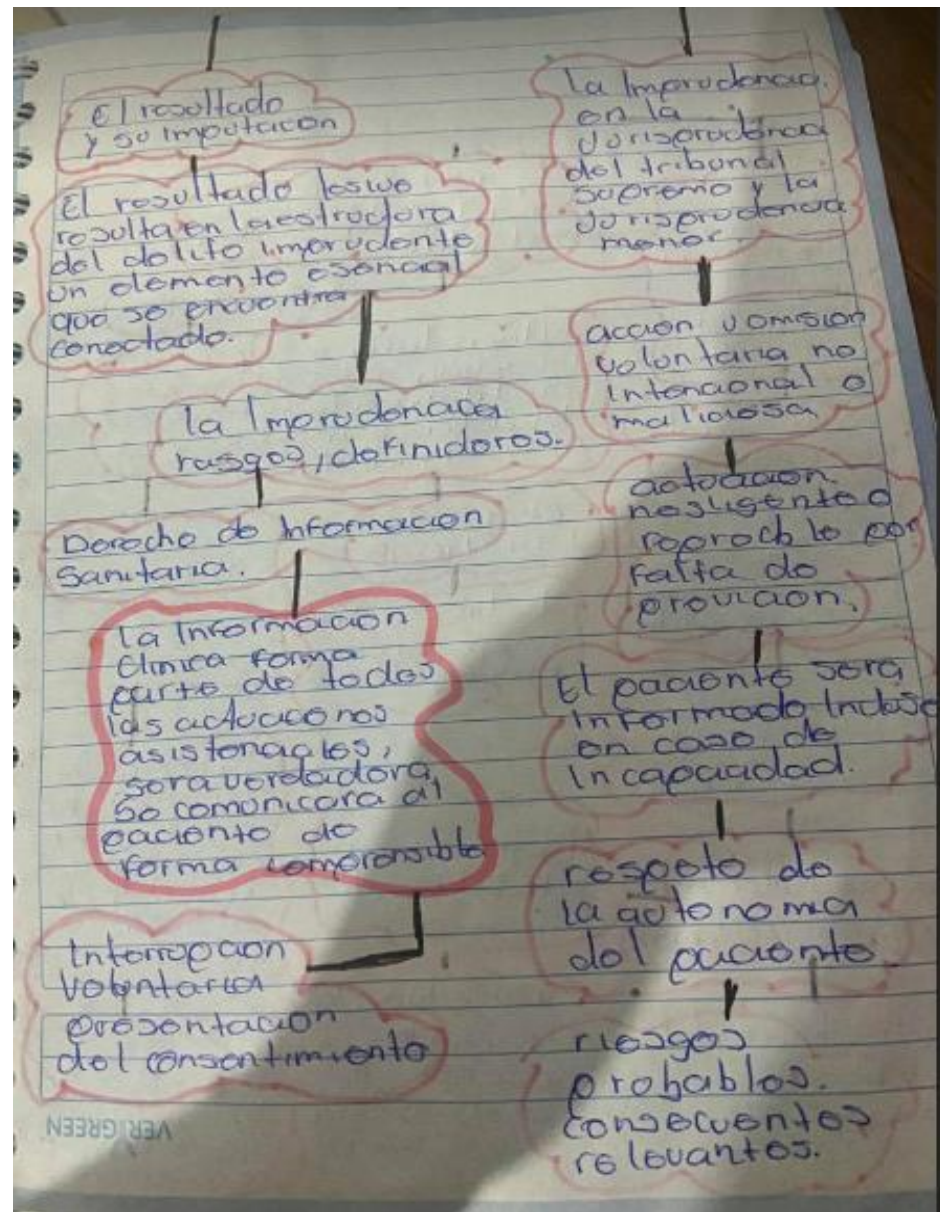 El resultado
y su imputacion
El resultado lesivo
resulta en la estructura
del delito imprudente
un elemento esencial
que se encuentra
conectado.
la Imprudencia
rasgos, definidores.
Derecho de Informacion
Sanitaria.
la Informacion
Clinica forma
parte de todas
las actuaciones
asistenciales,
sera verdadera,
se comunicara al
paciente de
forma comprensible
Interrupcion
Voluntaria
presentacion
del consentimiento
VER GREEN
la Imprudencia
en la
Jurisprudencia
del tribunal
supremo y la
Jurisprudencia
menor
accion u omision
voluntaria no
intencional o
maliciosa
actuacion
negligente o
reprochble por
falta de
provicion.
El paciente sera
Informado Incluso
en caso de
Incapacidad.
respeto de
la autonomia
del paciente.
riesgos
probables.
consecuentes
relevantes.